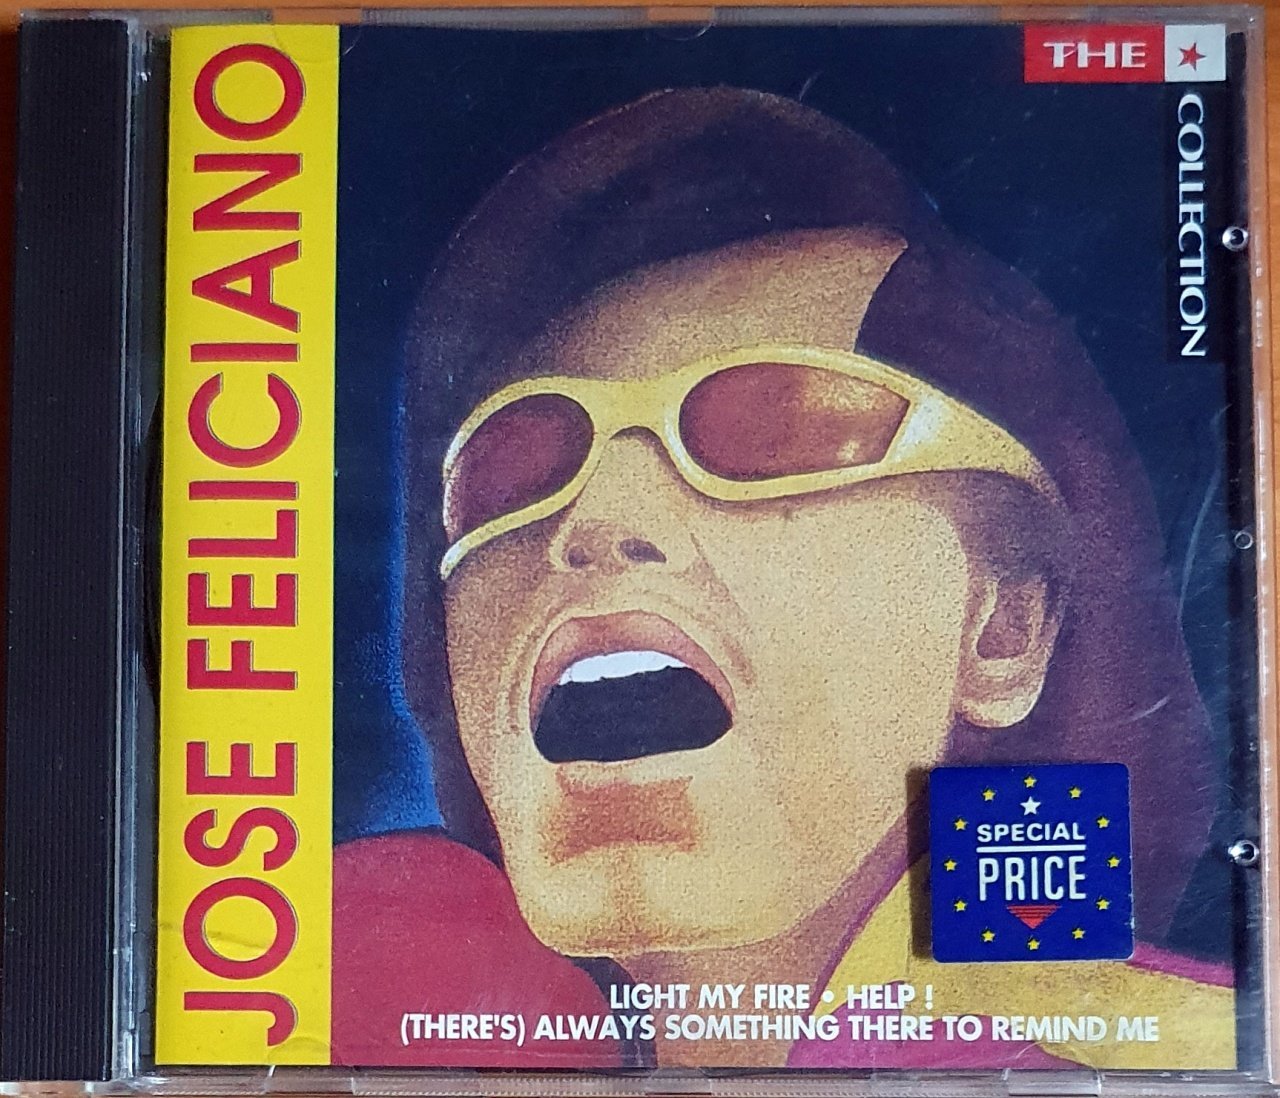 JOSE FELICIANO
THE
COLLECTION
SPECIAL
PRICE
LIGHT MY FIRE • HELP !
(THERE'S) ALWAYS SOMETHING THERE TO REMIND ME